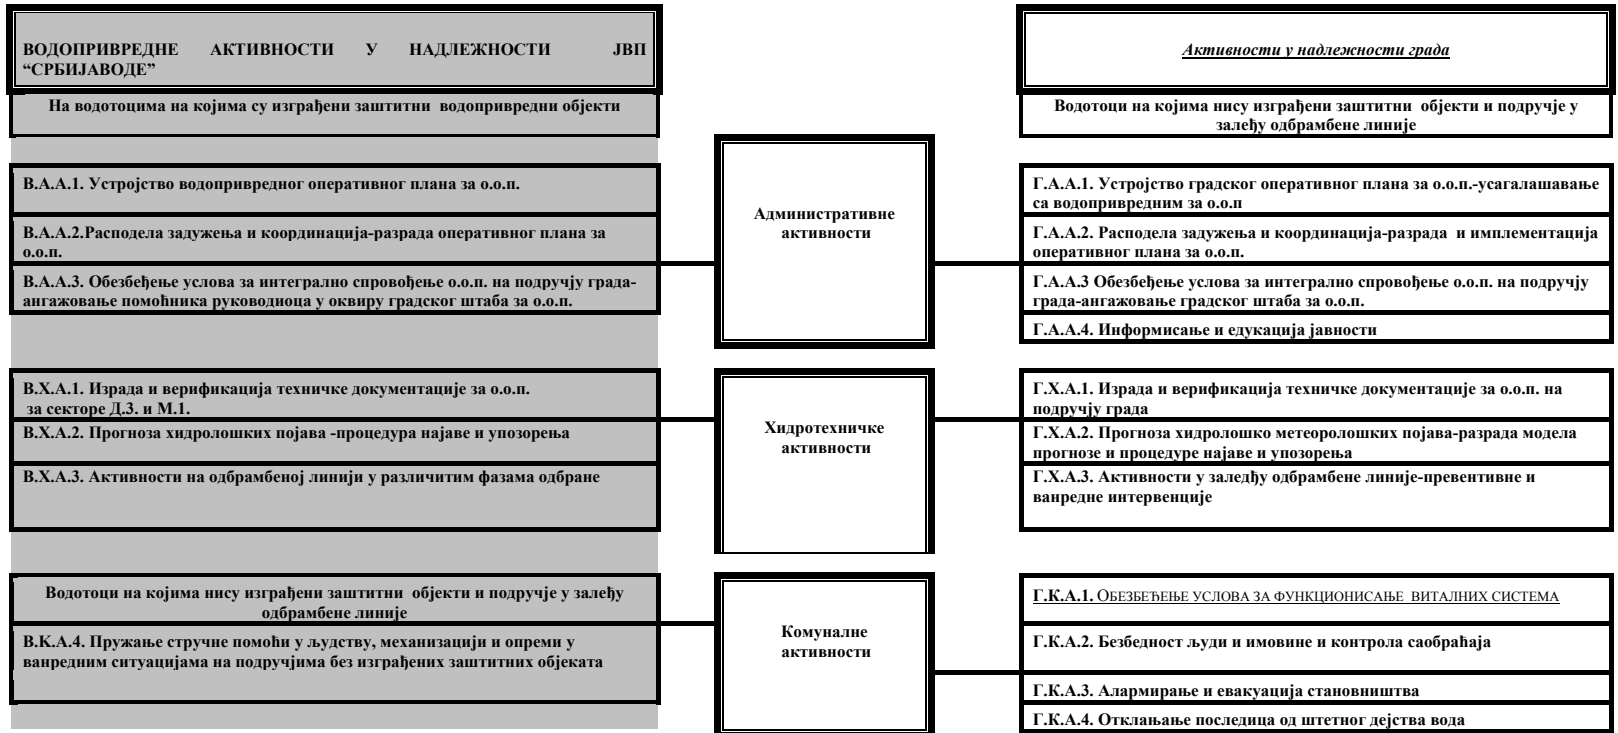 ВОДОПРИВРЕДНЕ АКТИВНОСТИ У НАДЛЕЖНОСТИ ЈВП
“СРБИЈАВОДЕ”
На водотоцима на којима су изграђени заштитни водопривредни објекти
В.А.А.1. Устројство водопривредног оперативног плана за о.о.п.
В.А.А.2.Расподела задужења и координација-разрада оперативног плана за
о.о.п.
В.А.А.3. Обезбеђење услова за интегрално спровођење о.о.п. на подручју града-
ангажовање помоћника руководиоца у оквиру градског штаба за о.о.п.
В.Х.А.1. Израда и верификација техничке документације за о.о.п.
за секторе Д.3. и М.1.
В.Х.А.2. Прогноза хидролошких појава -процедура најаве и упозорења
В.Х.А.3. Активности на одбрамбеној линији у различитим фазама одбране
Водотоци на којима нису изграђени заштитни објекти и подручје у залеђу
одбрамбене линије
В.К.А.4. Пружање стручне помоћи у људству, механизацији и опреми у
ванредним ситуацијама на подручјима без изграђених заштитних објеката
Административне
активности
Хидротехничке
активности
Комуналне
активности
Активности у надлежности града
Водотоци на којима нису изграђени заштитни објекти и подручје у
залеђу одбрамбене линије
Г.А.А.1. Устројство градског оперативног плана за о.о.п.-усагалашавање
са водопривредним за о.о.п
Г.А.А.2. Расподела задужења и координација-разрада и имплементација
оперативног плана за о.о.п.
Г.А.А.3 Обезбеђење услова за интегрално спровођење о.о.п. на подручју
града-ангажовање градског штаба за о.о.п.
Г.А.А.4. Информисање и едукација јавности
Г.Х.А.1. Израда и верификација техничке документације за о.о.п. на
подручју града
Г.Х.А.2. Прогноза хидролошко метеоролошких појава-разрада модела
прогнозе и процедуре најаве и упозорења
Г.Х.А.3. Активности у заледђу одбрамбене линије-превентивне и
ванредне интервенције
Г.К.А.1. ОБЕЗБЕЂЕЊЕ УСЛОВА ЗА ФУНКЦИОНИСАЊЕ ВИТАЛНИХ СИСТЕМА
Г.К.А.2. Безбедност људи и имовине и контрола саобраћаја
Г.К.А.3. Алармирање и евакуација становништва
Г.К.А.4. Отклањање последица од штетног дејства вода